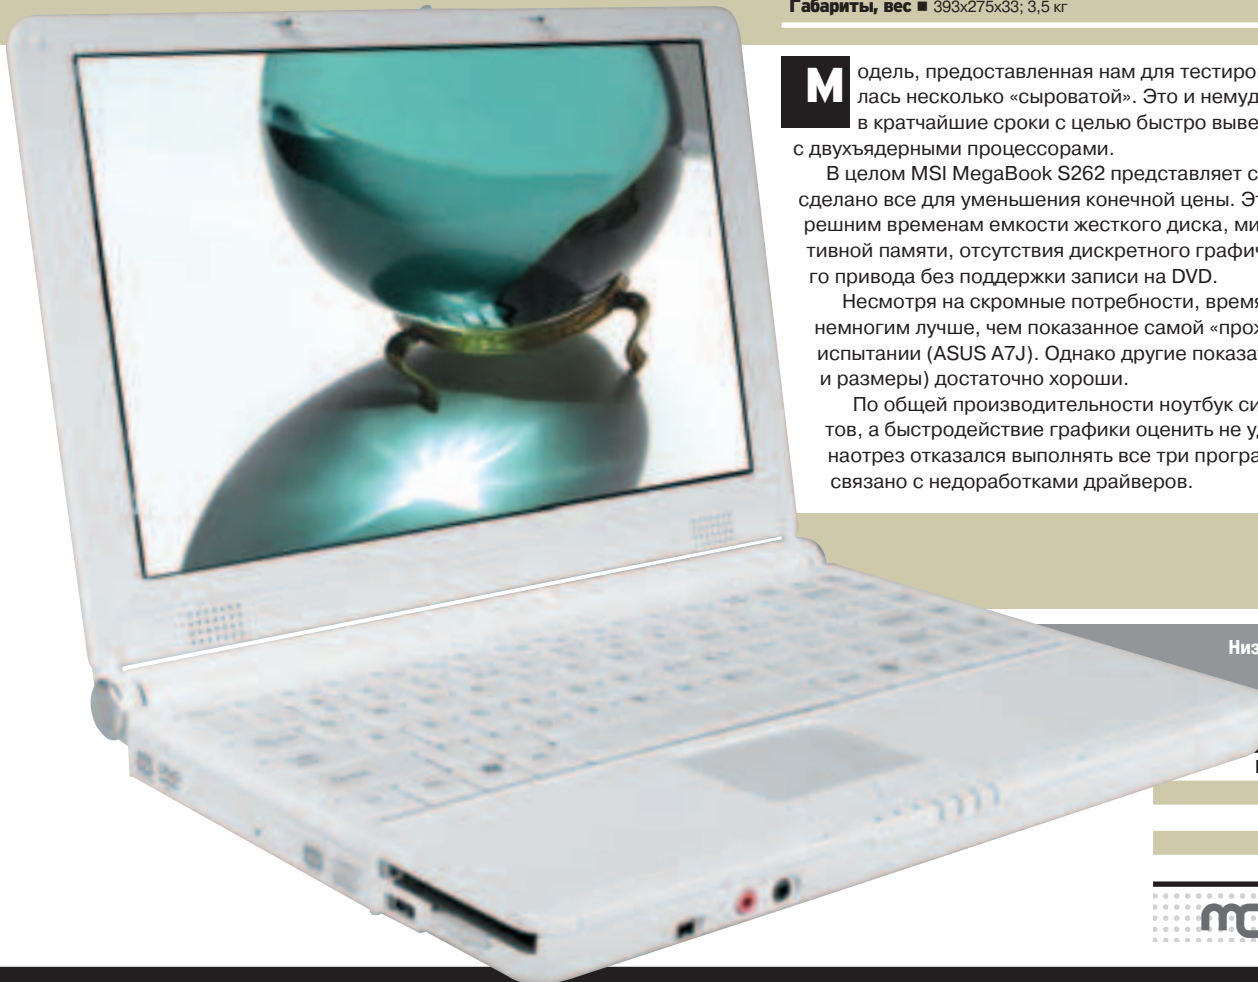 Габариты, вес ■ 393x275x33; 3,5 кг
Модель, предоставленная нам для тестиро
лась несколько «сыроватой». Это и немуд
в кратчайшие сроки с целью быстро выве
с двухъядерными процессорами.
В целом MSI MegaBook S262 представляет с
сделано все для уменьшения конечной цены. Эт
решним временам емкости жесткого диска, ми
тивной памяти, отсутствия дискретного графич
го привода без поддержки записи на DVD.
Несмотря на скромные потребности, время
немногим лучше, чем показанное самой «прож
испытании (ASUS A7J). Однако другие показат
и размеры) достаточно хороши.
По общей производительности ноутбук си
тов, а быстродействие графики оценить не уд
наотрез отказался выполнять все три програ
связано с недоработками драйверов.
Низ